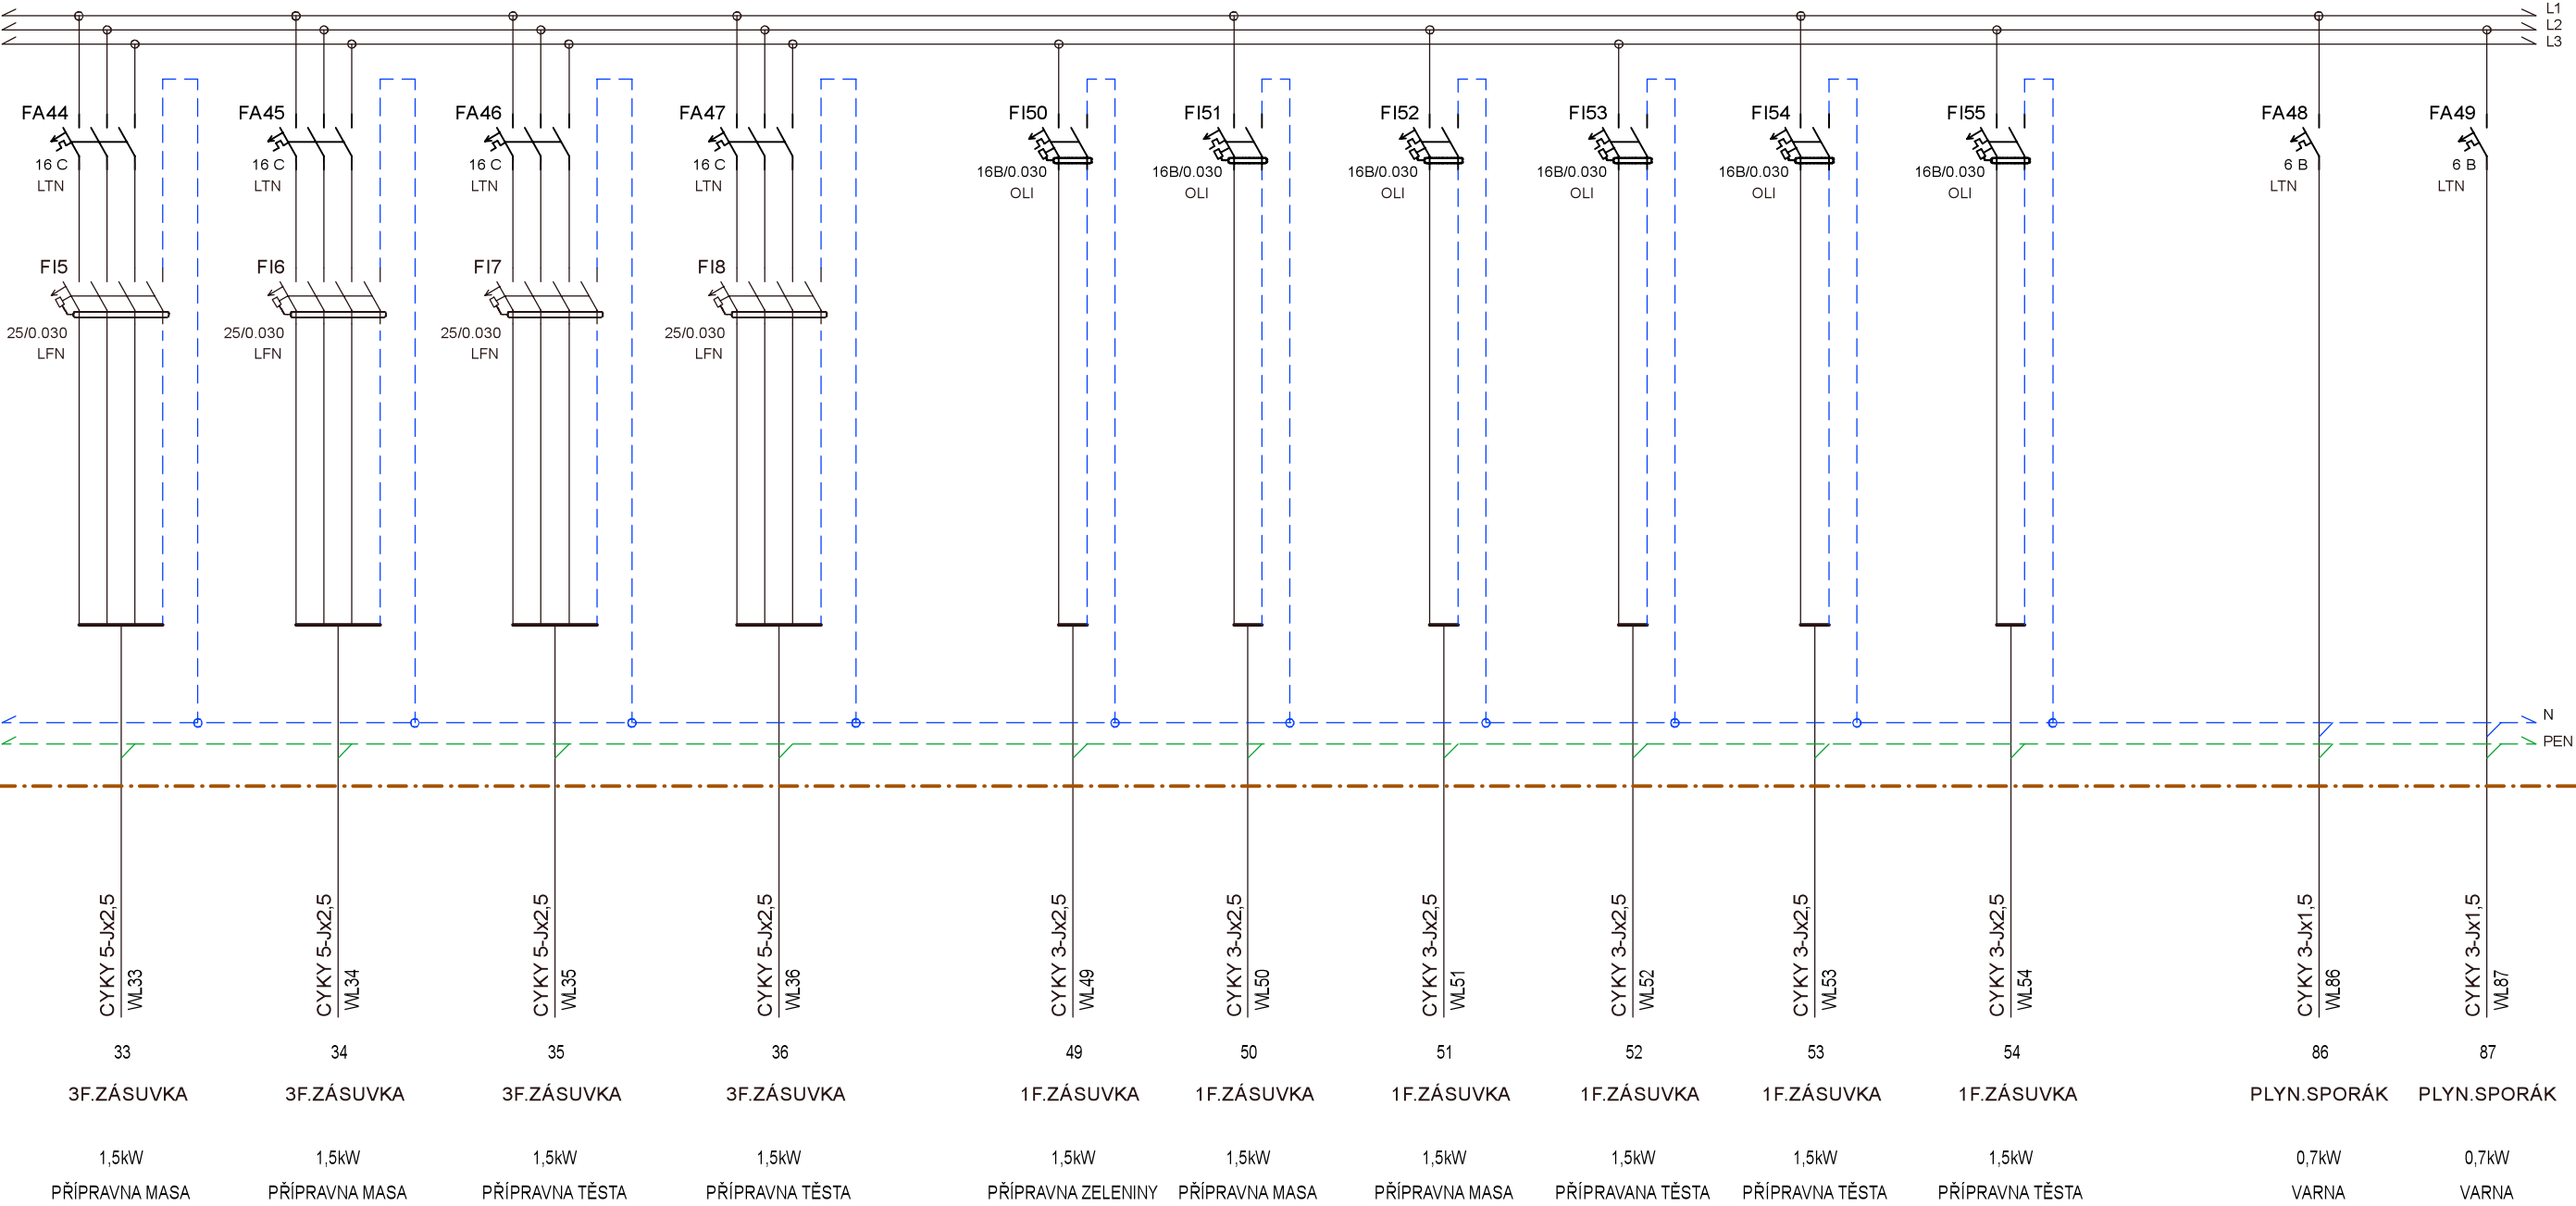 L1
L2
L3
FA44 FA45 FA46 FA47 FI50 FI51 FI52 FI53 FI54 FI55 FA48 FA49
16 C 16 C 16 C 16 C 16B/0.030 16B/0.030 16B/0.030 16B/0.030 16B/0.030 16B/0.030 6 B 6 B
LTN LTN LTN LTN OLI OLI OLI OLI OLI OLI LTN LTN
FI5 FI6 FI7 FI8
25/0.030 25/0.030 25/0.030 25/0.030
LFN LFN LFN LFN
N
PEN
CYKY 5-Jx2,5 CYKY 5-Jx2,5 CYKY 5-Jx2,5 CYKY 5-Jx2,5 CYKY 3-Jx2,5 CYKY 3-Jx2,5 CYKY 3-Jx2,5 CYKY 3-Jx2,5 CYKY 3-Jx2,5 CYKY 3-Jx2,5 CYKY 3-Jx1,5 CYKY 3-Jx1,5
WL33 WL34 WL35 WL36 WL49 WL50 WL51 WL52 WL53 WL54 WL86 WL87
33 34 35 36 49 50 51 52 53 54 86 87
3F.ZÁSUVKA 3F.ZÁSUVKA 3F.ZÁSUVKA 3F.ZÁSUVKA 1F.ZÁSUVKA 1F.ZÁSUVKA 1F.ZÁSUVKA 1F.ZÁSUVKA 1F.ZÁSUVKA 1F.ZÁSUVKA PLYN.SPORÁK PLYN.SPORÁK
1,5kW 1,5kW 1,5kW 1,5kW 1,5kW 1,5kW 1,5kW 1,5kW 1,5kW 1,5kW 0,7kW 0,7kW
PŘÍPRAVNA MASA PŘÍPRAVNA MASA PŘÍPRAVNA TĚSTA PŘÍPRAVNA TĚSTA PŘÍPRAVNA ZELENINY PŘÍPRAVNA MASA PŘÍPRAVNA MASA PŘÍPRAVANA TĚSTA PŘÍPRAVNA TĚSTA PŘÍPRAVNA TĚSTA VARNA VARNA